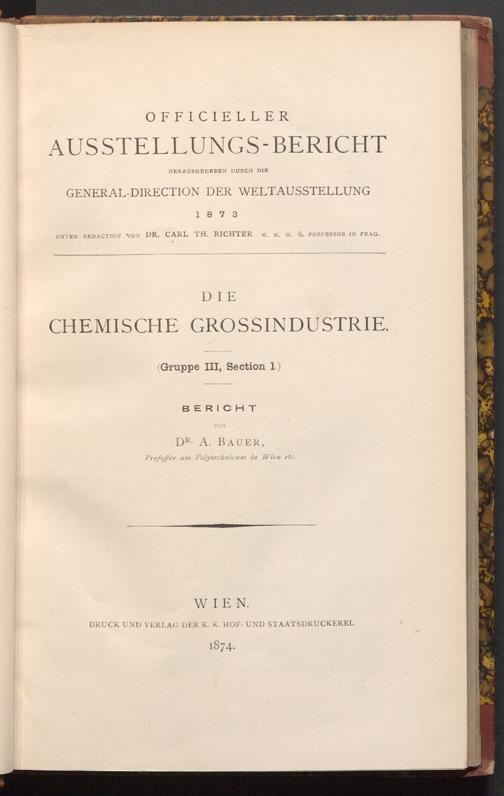 OFFICIELLER
AUSSTELLUNGS-BERICHT
HERAUSGEGEBEN DURCH DIE
GENERAL-DIRECTION DER WELTAUSSTELLUNG
1873
UNTER REDACTION VON DR. CARL TH. RICHTER K. K. O. Ö. PROFESSOR IN PRAG.
DIE
CHEMISCHE GROSSINDUSTRIE.
(Gruppe III, Section 1.)
BERICHT
VON
DR. A. BAUER,
Profeſſor am Polytechnicum in Wien etc.
WIEN.
DRUCK UND VERLAG DER K. K. HOF- UND STAATSDRUCKEREI.
1874.